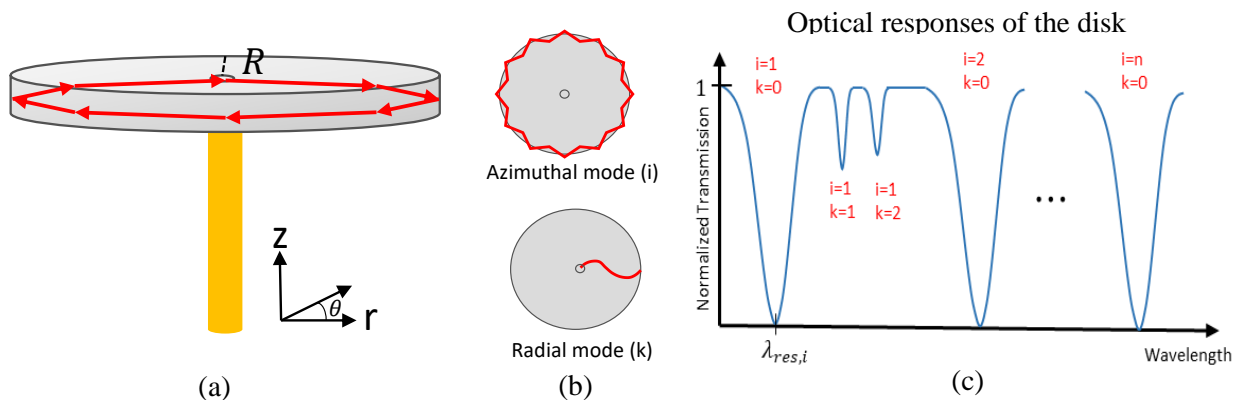 R
z
θ
r
(a)
Azimuthal mode (i)
Radial mode (k)
(b)
Optical responses of the disk
Normalized Transmission
1
i=1
k=0
i=1
k=1
i=1
k=2
i=2
k=0
...
i=n
k=0
λres,i
Wavelength
(c)